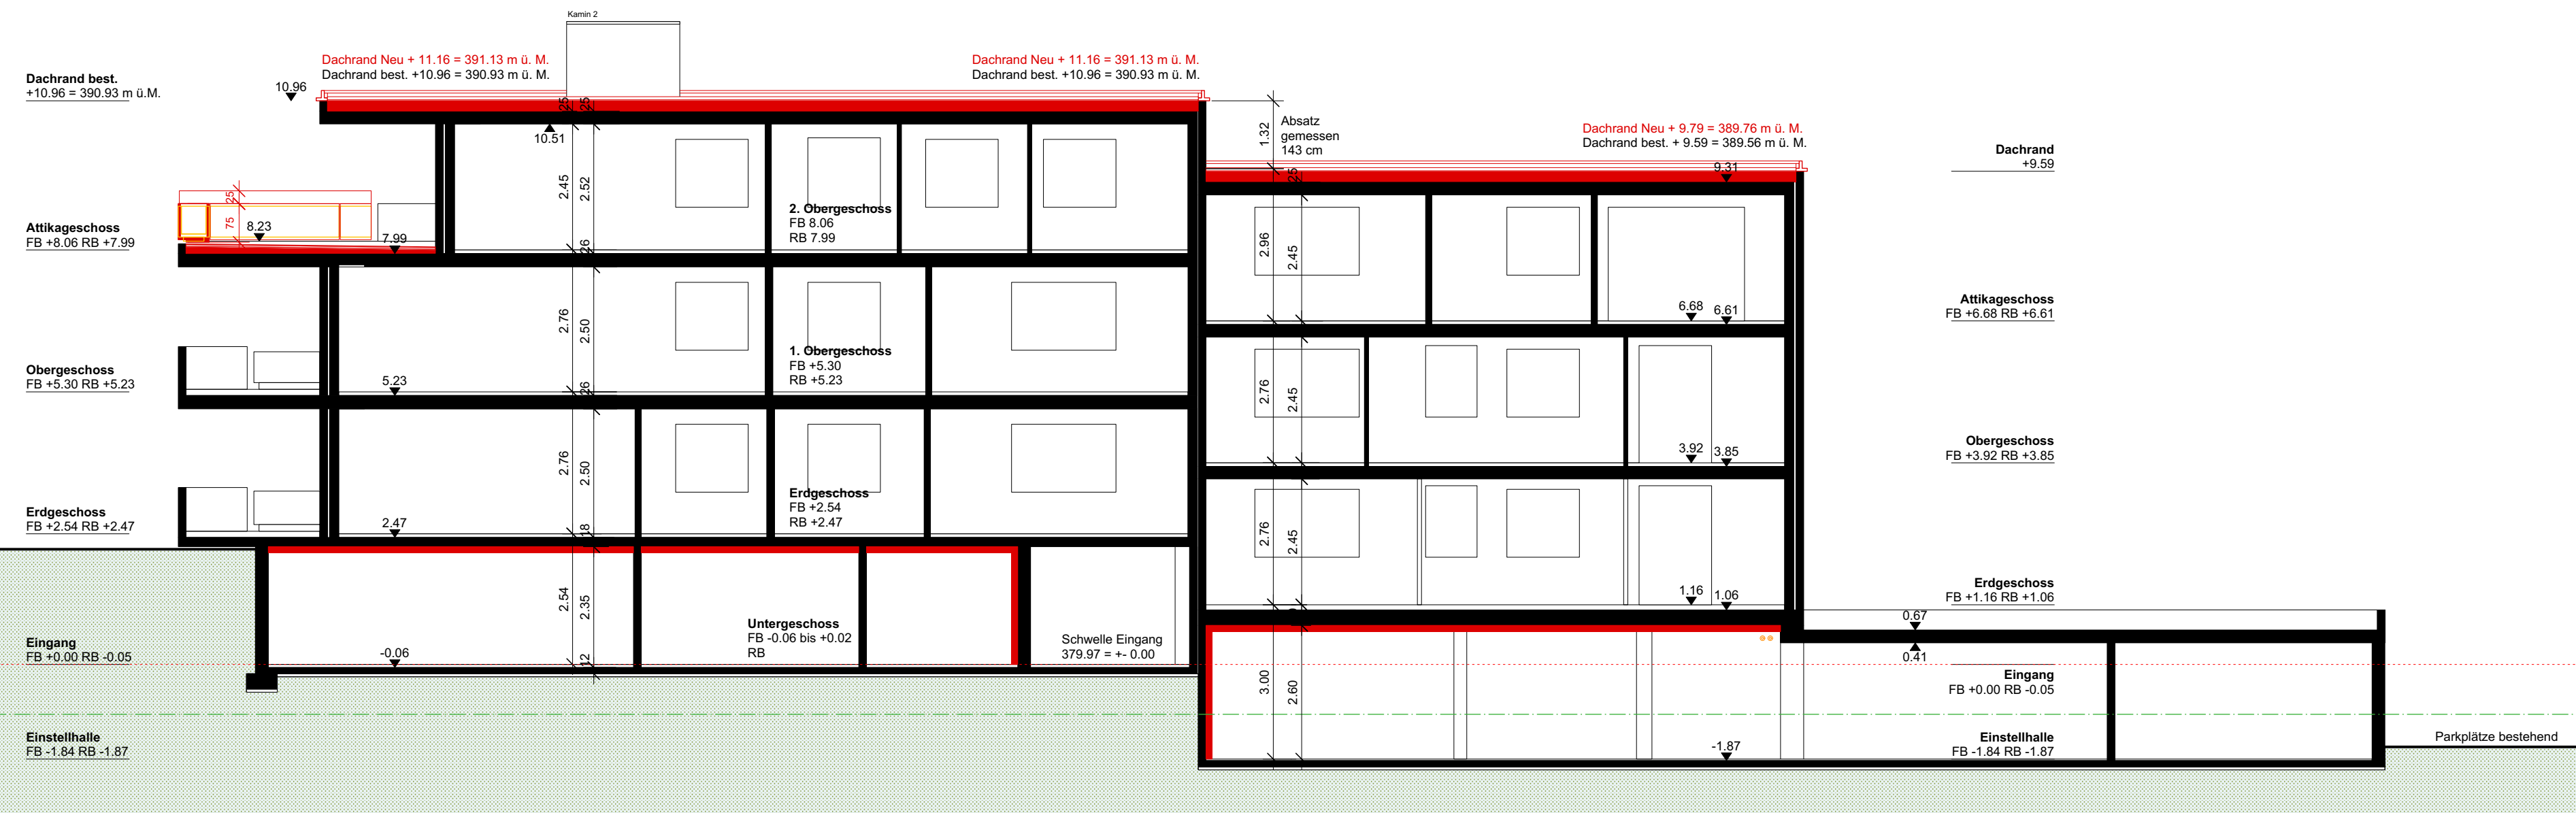 Kamin 2
Dachrand Neu + 11.16 = 391.13 m ü. M.
Dachrand best. +10.96 = 390.93 m ü. M.
Dachrand Neu + 11.16 = 391.13 m ü. M.
Dachrand best. +10.96 = 390.93 m ü. M.
Dachrand best.
+10.96 = 390.93 m ü.M.
10.96
25
25
10.51
1.32
Absatz
gemessen
143 cm
Dachrand Neu + 9.79 = 389.76 m ü. M.
Dachrand best. + 9.59 = 389.56 m ü. M.
9.31
25
Dachrand
+9.59
2.45
2.52
25
75
8.23
7.99
Attikageschoss
FB +8.06 RB +7.99
2. Obergeschoss
FB 8.06
RB 7.99
26
2.96
2.45
6.68
6.61
Attikageschoss
FB +6.68 RB +6.61
2.76
2.50
1. Obergeschoss
FB +5.30
RB +5.23
Obergeschoss
FB +5.30 RB +5.23
5.23
26
2.76
2.45
3.92
3.85
Obergeschoss
FB +3.92 RB +3.85
2.76
2.50
Erdgeschoss
FB +2.54
RB +2.47
Erdgeschoss
FB +2.54 RB +2.47
2.47
18
2.76
2.45
1.16
1.06
Erdgeschoss
FB +1.16 RB +1.06
2.54
2.35
Untergeschoss
FB -0.06 bis +0.02
RB
Schwelle Eingang
379.97 = +- 0.00
0.67
0.41
Eingang
FB +0.00 RB -0.05
-0.06
12
3.00
2.60
Eingang
FB +0.00 RB -0.05
Einstellhalle
FB -1.84 RB -1.87
-1.87
Einstellhalle
FB -1.84 RB -1.87
Parkplätze bestehend